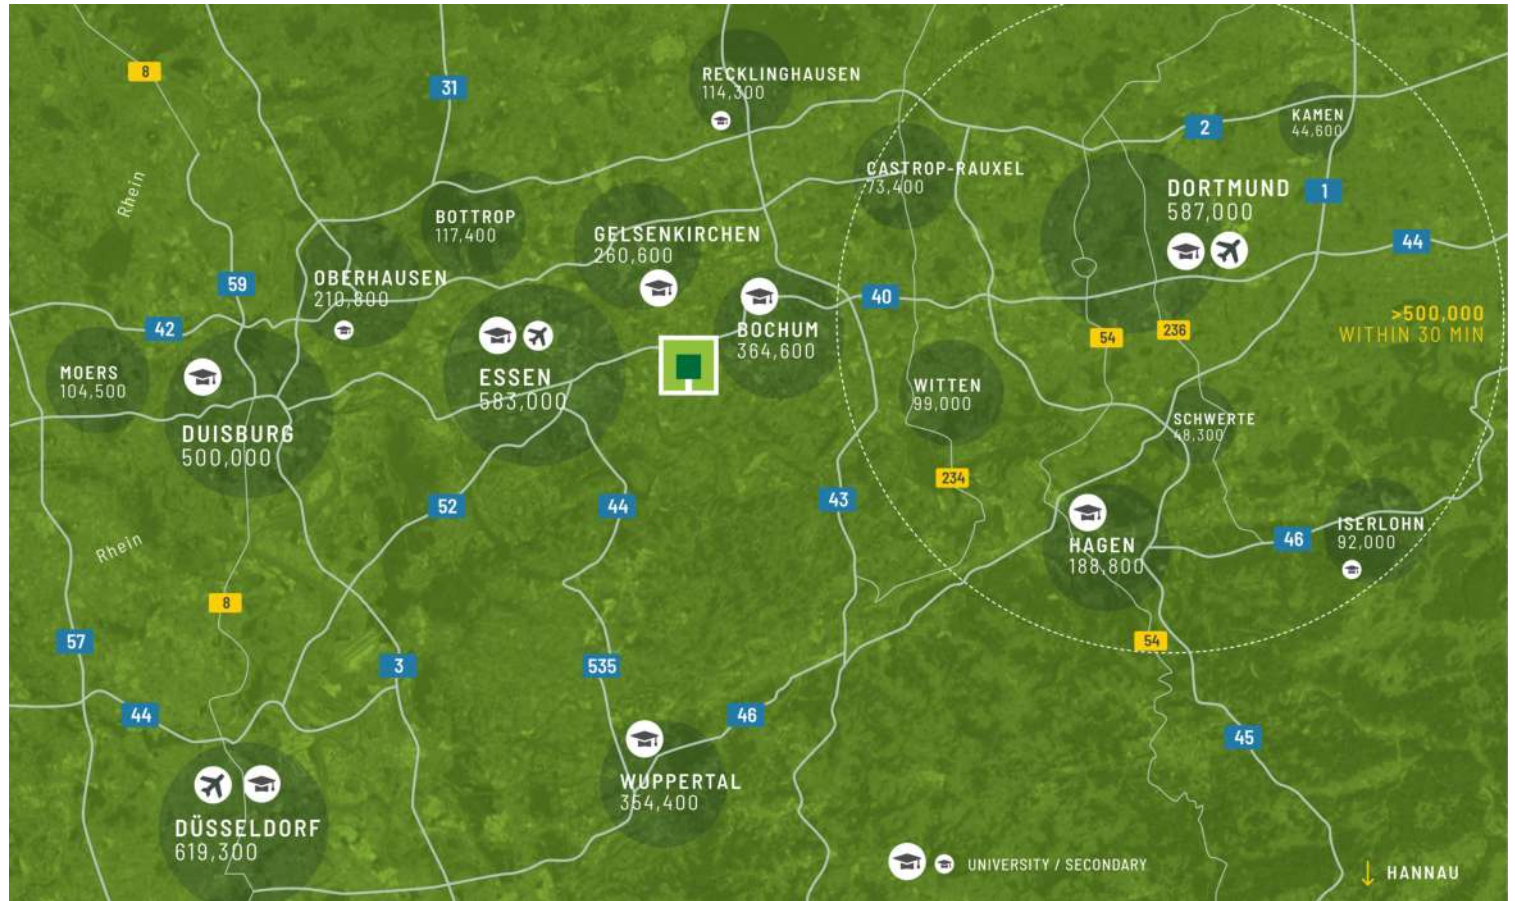 8
31
RECKLINGHAUSEN
114,300
2
KAMEN
44,600
Rhein
CASTROP-RAUXEL
73,400
DORTMUND
587,000
1
BOTTROP
117,400
GELSENKIRCHEN
260,600
44
59
OBERHAUSEN
210,800
40
42
BOCHUM
364,600
54
236
>500,000
WITHIN 30 MIN
MOERS
104,500
ESSEN
583,000
WITTEN
99,000
DUISBURG
500,000
SCHWERTE
48,300
234
52
44
43
Rhein
HAGEN
188,800
46
ISERLOHN
92,000
8
57
3
535
54
44
46
45
WUPPERTAL
354,400
DÜSSELDORF
619,300
UNIVERSITY / SECONDARY
HANNAU